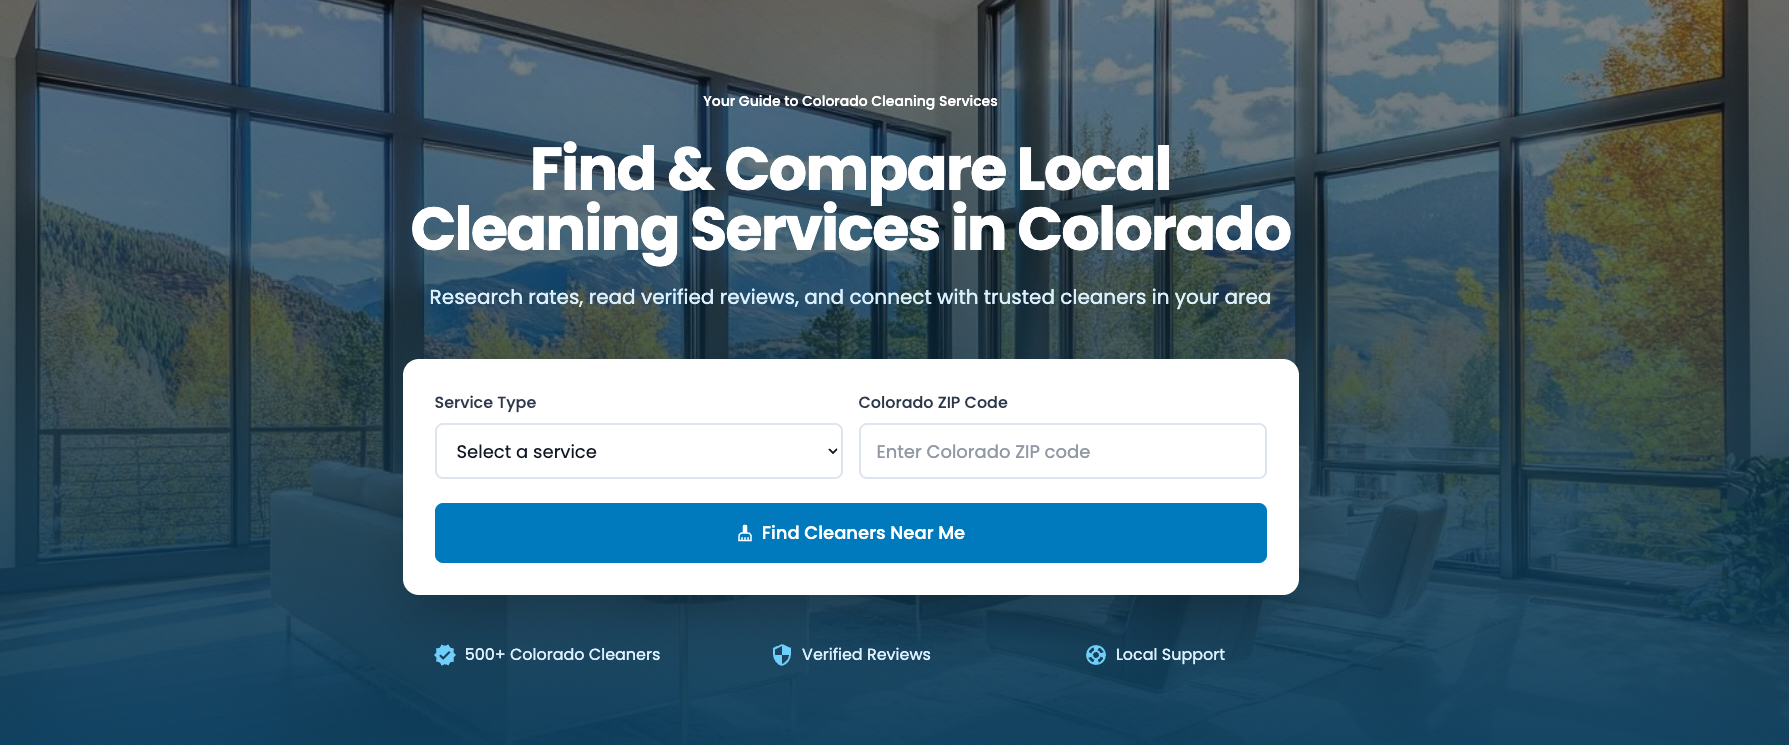 Your Guide to Colorado Cleaning Services
Find & Compare Local
Cleaning Services in Colorado
Research rates, read verified reviews, and connect with trusted cleaners in your area
Service Type
Colorado ZIP Code
Select a service
Enter Colorado ZIP code
Find Cleaners Near Me
500+ Colorado Cleaners
Verified Reviews
Local Support